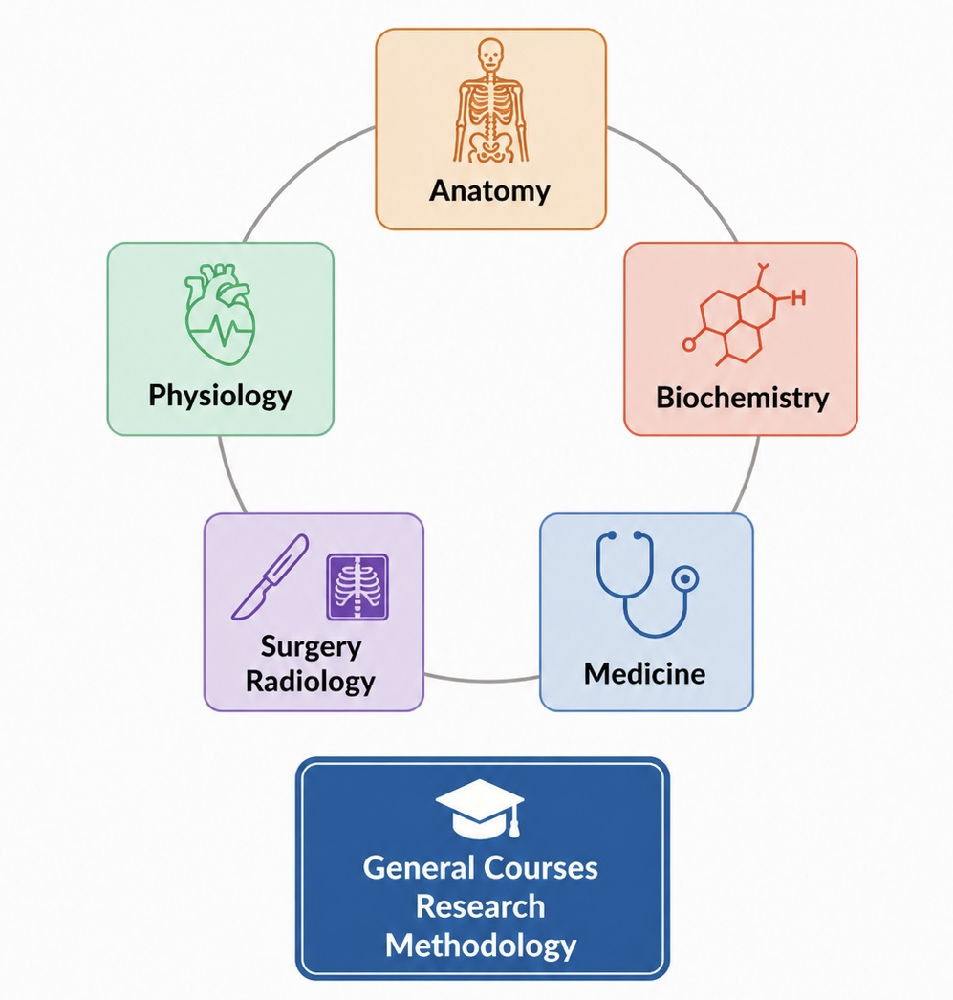 Anatomy
Physiology
H
O
Biochemistry
Surgery
Radiology
Medicine
General Courses
Research
Methodology